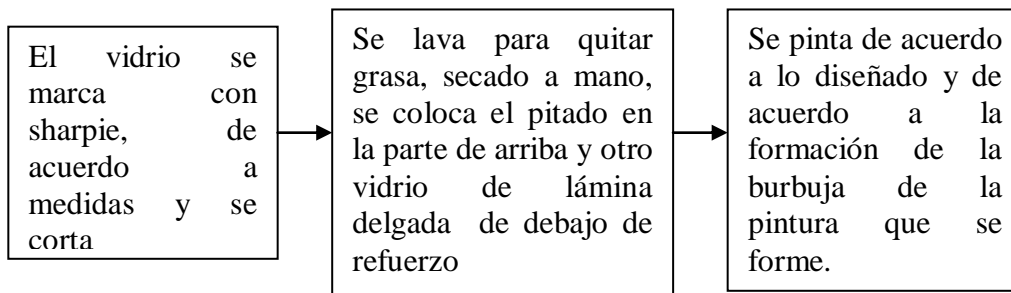 El vidrio se
marca con
sharpie, de
acuerdo a
medidas y se
corta
Se lava para quitar
grasa, secado a mano,
se coloca el pitado en
la parte de arriba y otro
vidrio de lámina
delgada de debajo de
refuerzo
Se pinta de acuerdo
a lo diseñado y de
acuerdo a la
formación de la
burbuja de la
pintura que se
forme.